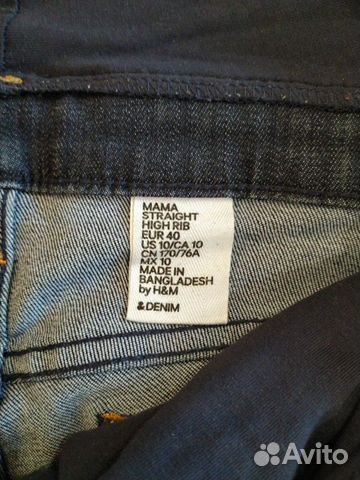 MAMA
STRAIGHT
HIGH RIB
EUR 40
US 10/CA 10
CN 170/76A
MX 10
MADE IN
BANGLADESH
by H&M
&DENIM
Avito